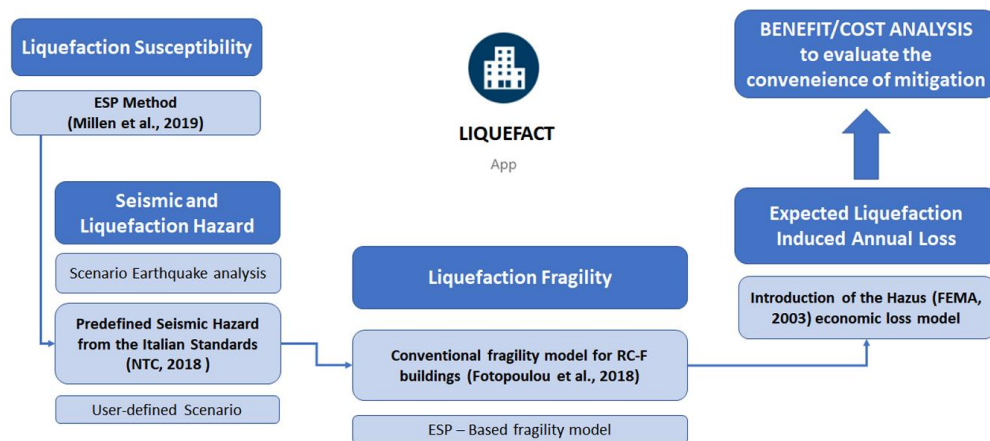 Liquefaction Susceptibility
ESP Method
(Millen et al., 2019)
Seismic and
Liquefaction Hazard
Scenario Earthquake analysis
Predefined Seismic Hazard
from the Italian Standards
(NTC, 2018 )
User-defined Scenario
LIQUEFACT
App
Liquefaction Fragility
Conventional fragility model for RC-F
buildings (Fotopoulou et al., 2018)
ESP – Based fragility model
BENEFIT/COST ANALYSIS
to evaluate the
conveneience of mitigation
Expected Liquefaction
Induced Annual Loss
Introduction of the Hazus (FEMA,
2003) economic loss model